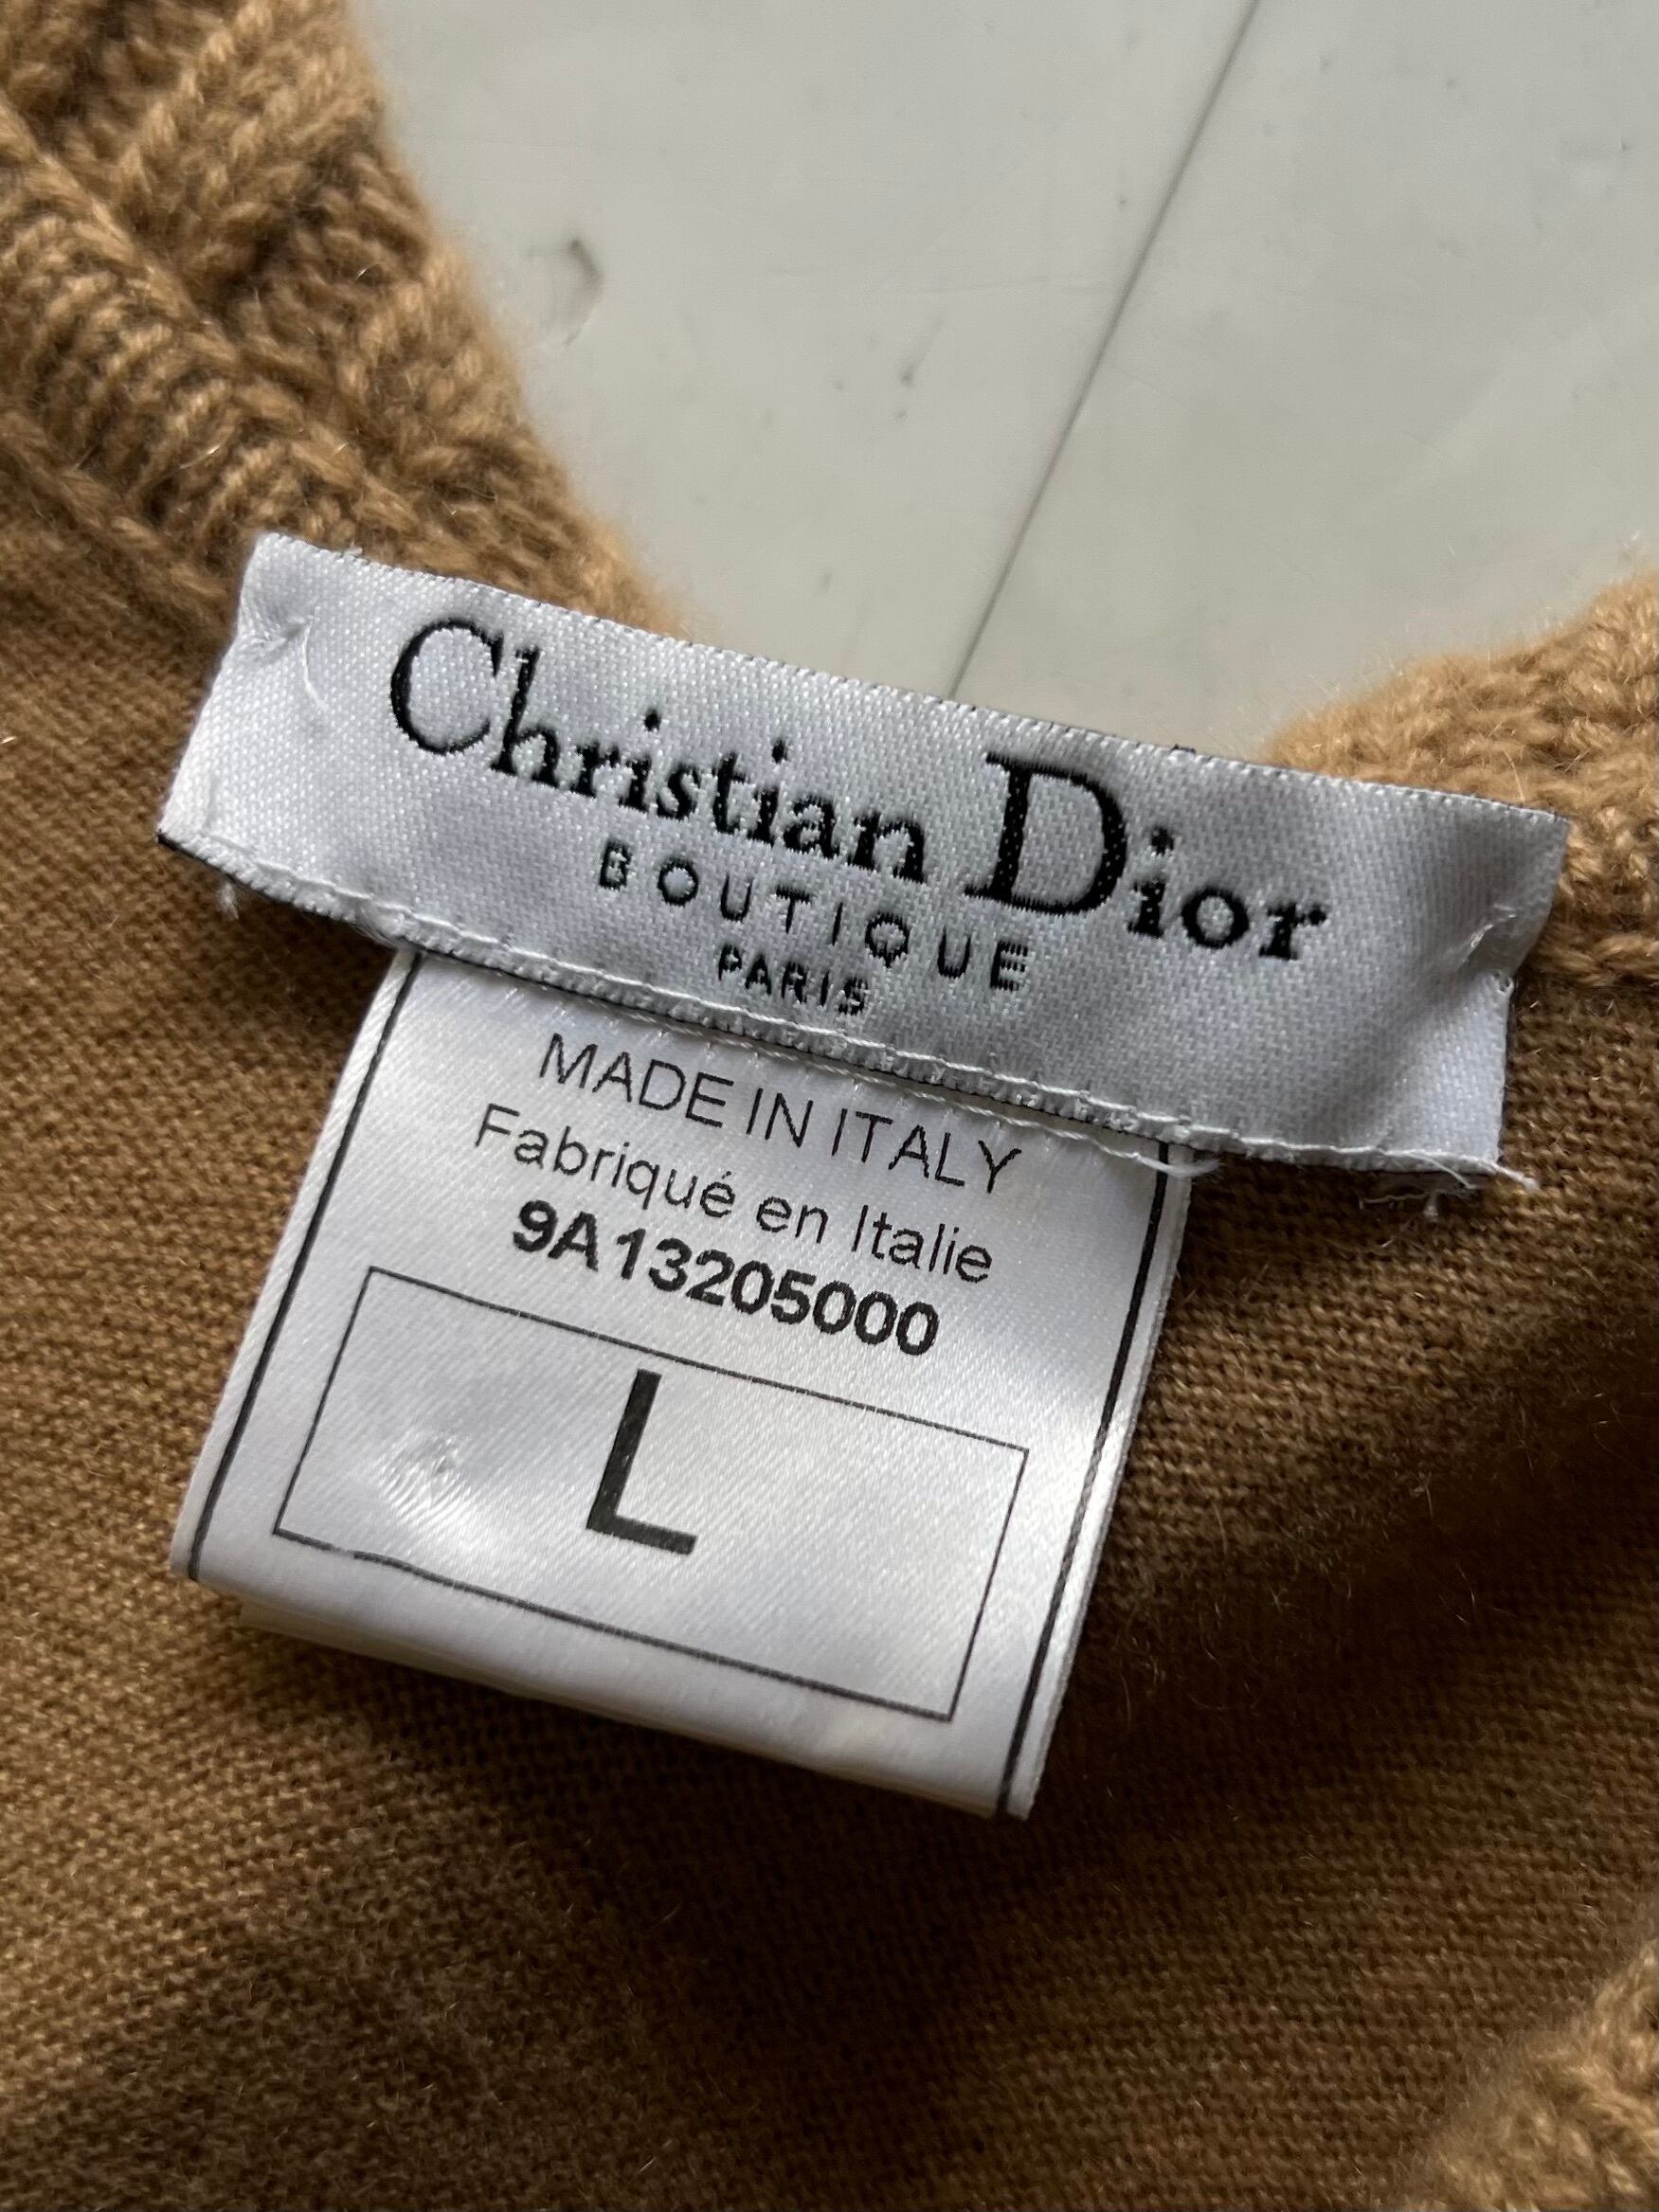 Christian Dior
BOUTIQUE
PARIS
MADE IN ITALY
Fabriqué en Italie
9A13205000
L